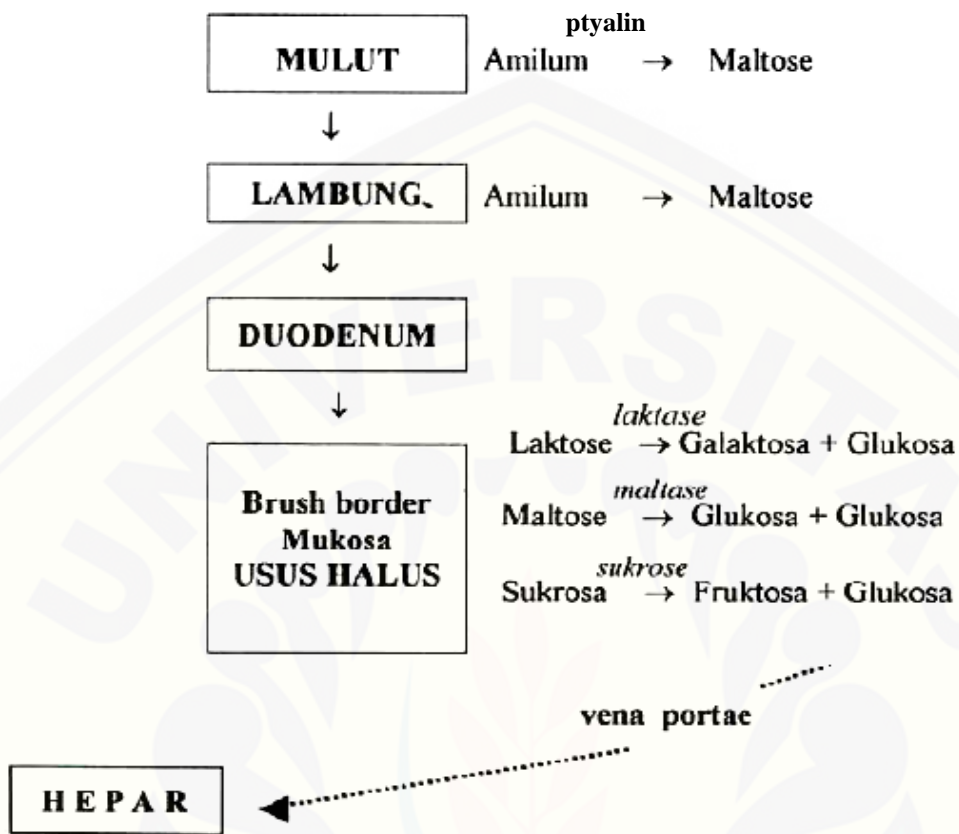 ptyalin
MULUT Amilum → Maltose
↓
LAMBUNG Amilum → Maltose
↓
DUODENUM
↓
laktase
Laktose → Galaktosa + Glukosa
Brush border
Mukosa
USUS HALUS
maltase
Maltose → Glukosa + Glukosa
sukrose
Sukrosa → Fruktosa + Glukosa
vena portae
HEPAR
UNIVERSITAS